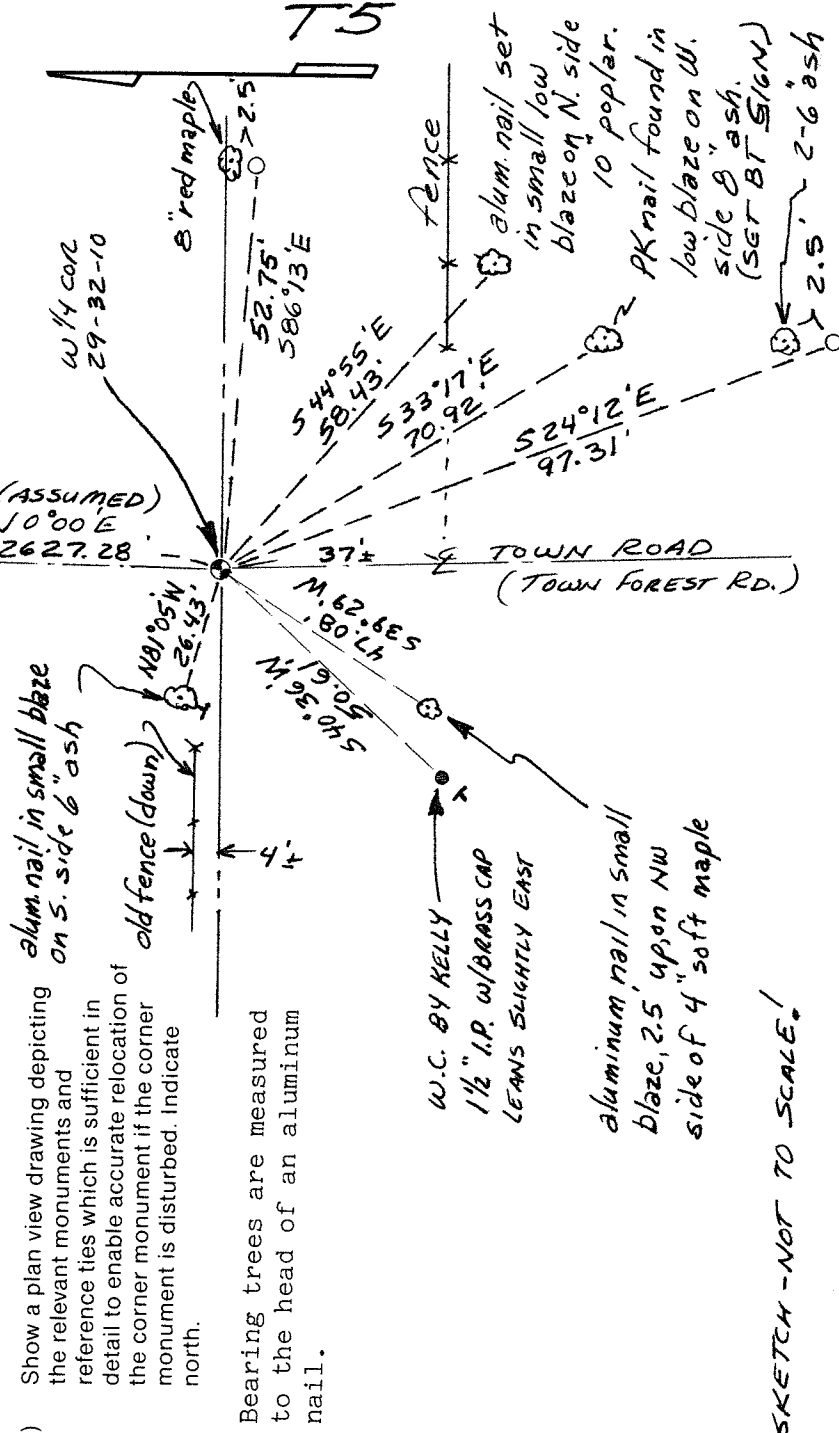 T5
)
Show a plan view drawing depicting
the relevant monuments and
reference ties which is sufficient in
detail to enable accurate relocation of
the corner monument if the corner
monument is disturbed. Indicate
north.
Bearing trees are measured
to the head of an aluminum
nail.
alum. nail in small blaze
on S. side 6" ash
old fence (down)
4'±
N81°05'W
26.43'
(ASSUMED)
10°00'E
2627.28'
W 1/4 COR
29-32-10
8" red maple
>2.5'
52.75'
S86°13'E
fence
S44°55'E
58.43'
alum. nail set
in small low
blaze on N. side
10" poplar.
S33°17'E
70.92'
PK nail found in
low blaze on W.
side 8" ash.
(SET BT SIGN)
S24°12'E
97.31'
2-6" ash
>2.5'
37'±
℄ TOWN ROAD
(TOWN FOREST RD.)
S39°29'W
47.08'
S40°36'W
50.61'
W.C. BY KELLY
1½" I.P. W/BRASS CAP
LEANS SLIGHTLY EAST
aluminum nail in small
blaze, 2.5' up, on NW
side of 4" soft maple
SKETCH - NOT TO SCALE!